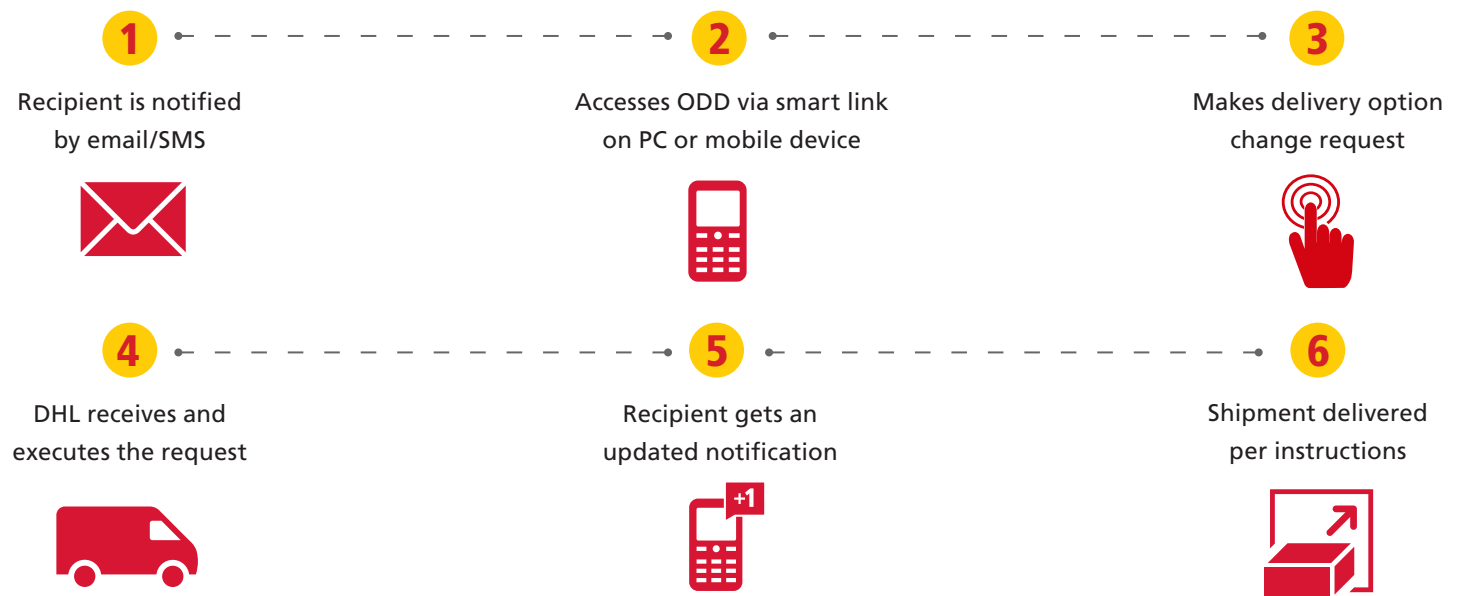 1
Recipient is notified
by email/SMS
2
Accesses ODD via smart link
on PC or mobile device
3
Makes delivery option
change request
4
DHL receives and
executes the request
5
Recipient gets an
updated notification
+1
6
Shipment delivered
per instructions